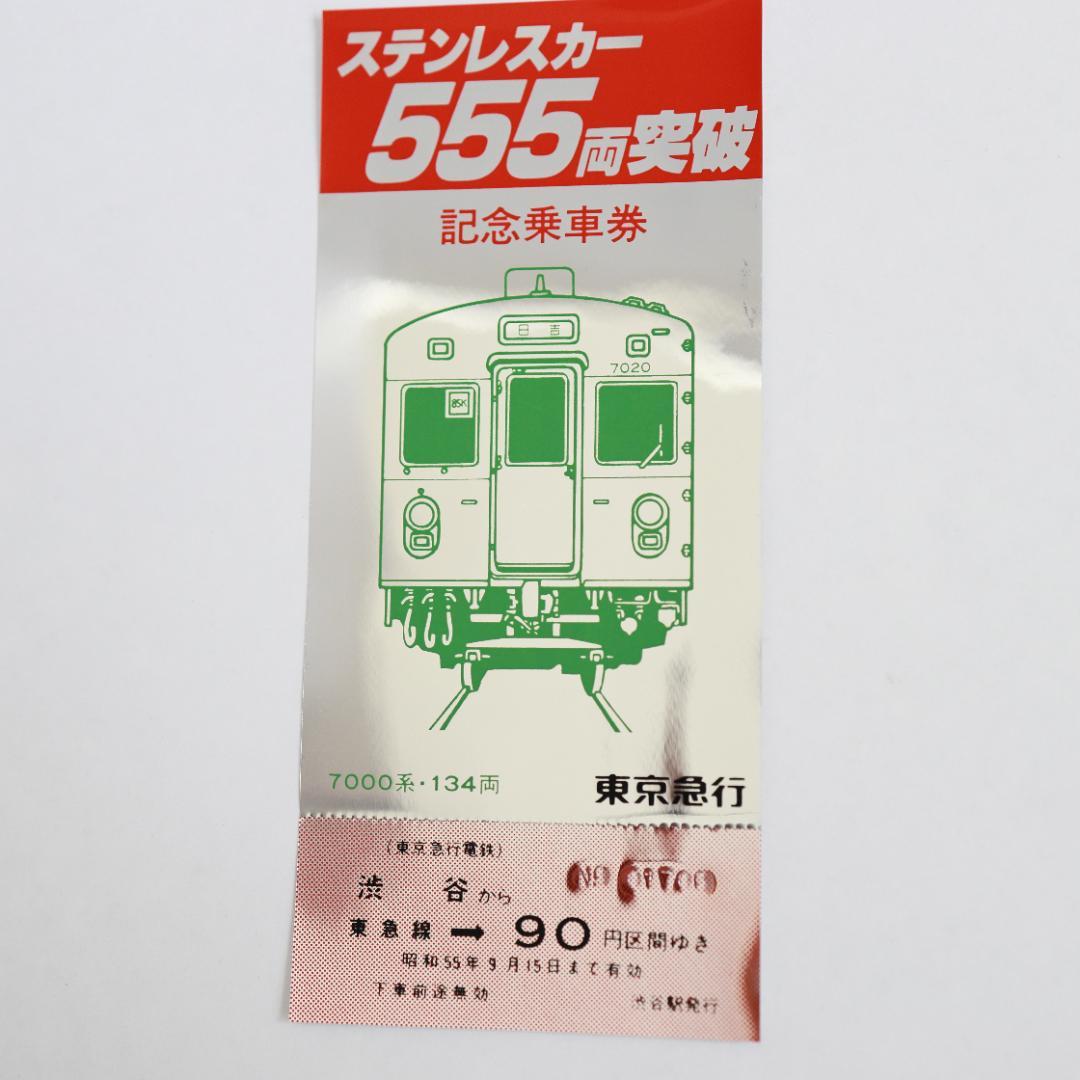 ステンレスカー
555両突破
記念乗車券
日吉
7020
85K
7000系・134両
東京急行
(東京急行電鉄)
渋谷から
東急線 ➡ 90円区間ゆき
昭和55年9月15日まで有効
下車前途無効
渋谷駅発行